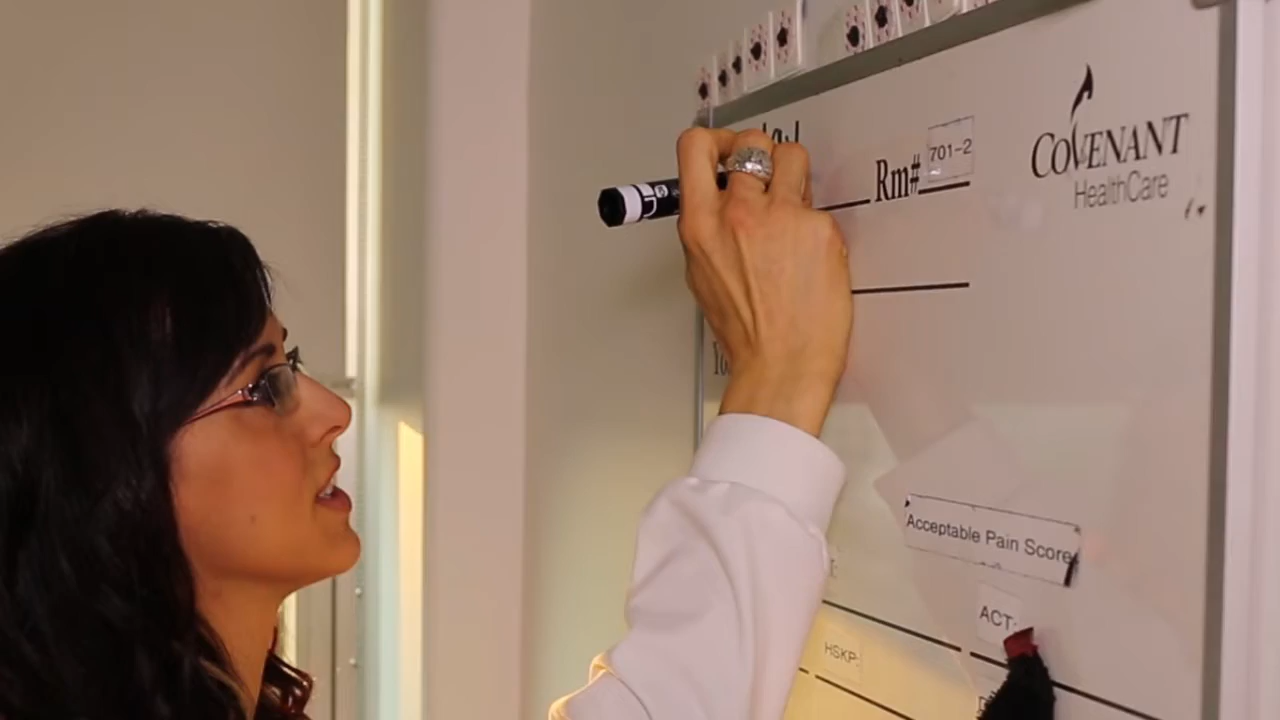 Rm# 701-2
COVENANT
HealthCare
Acceptable Pain Score
ACT:
HSKP: